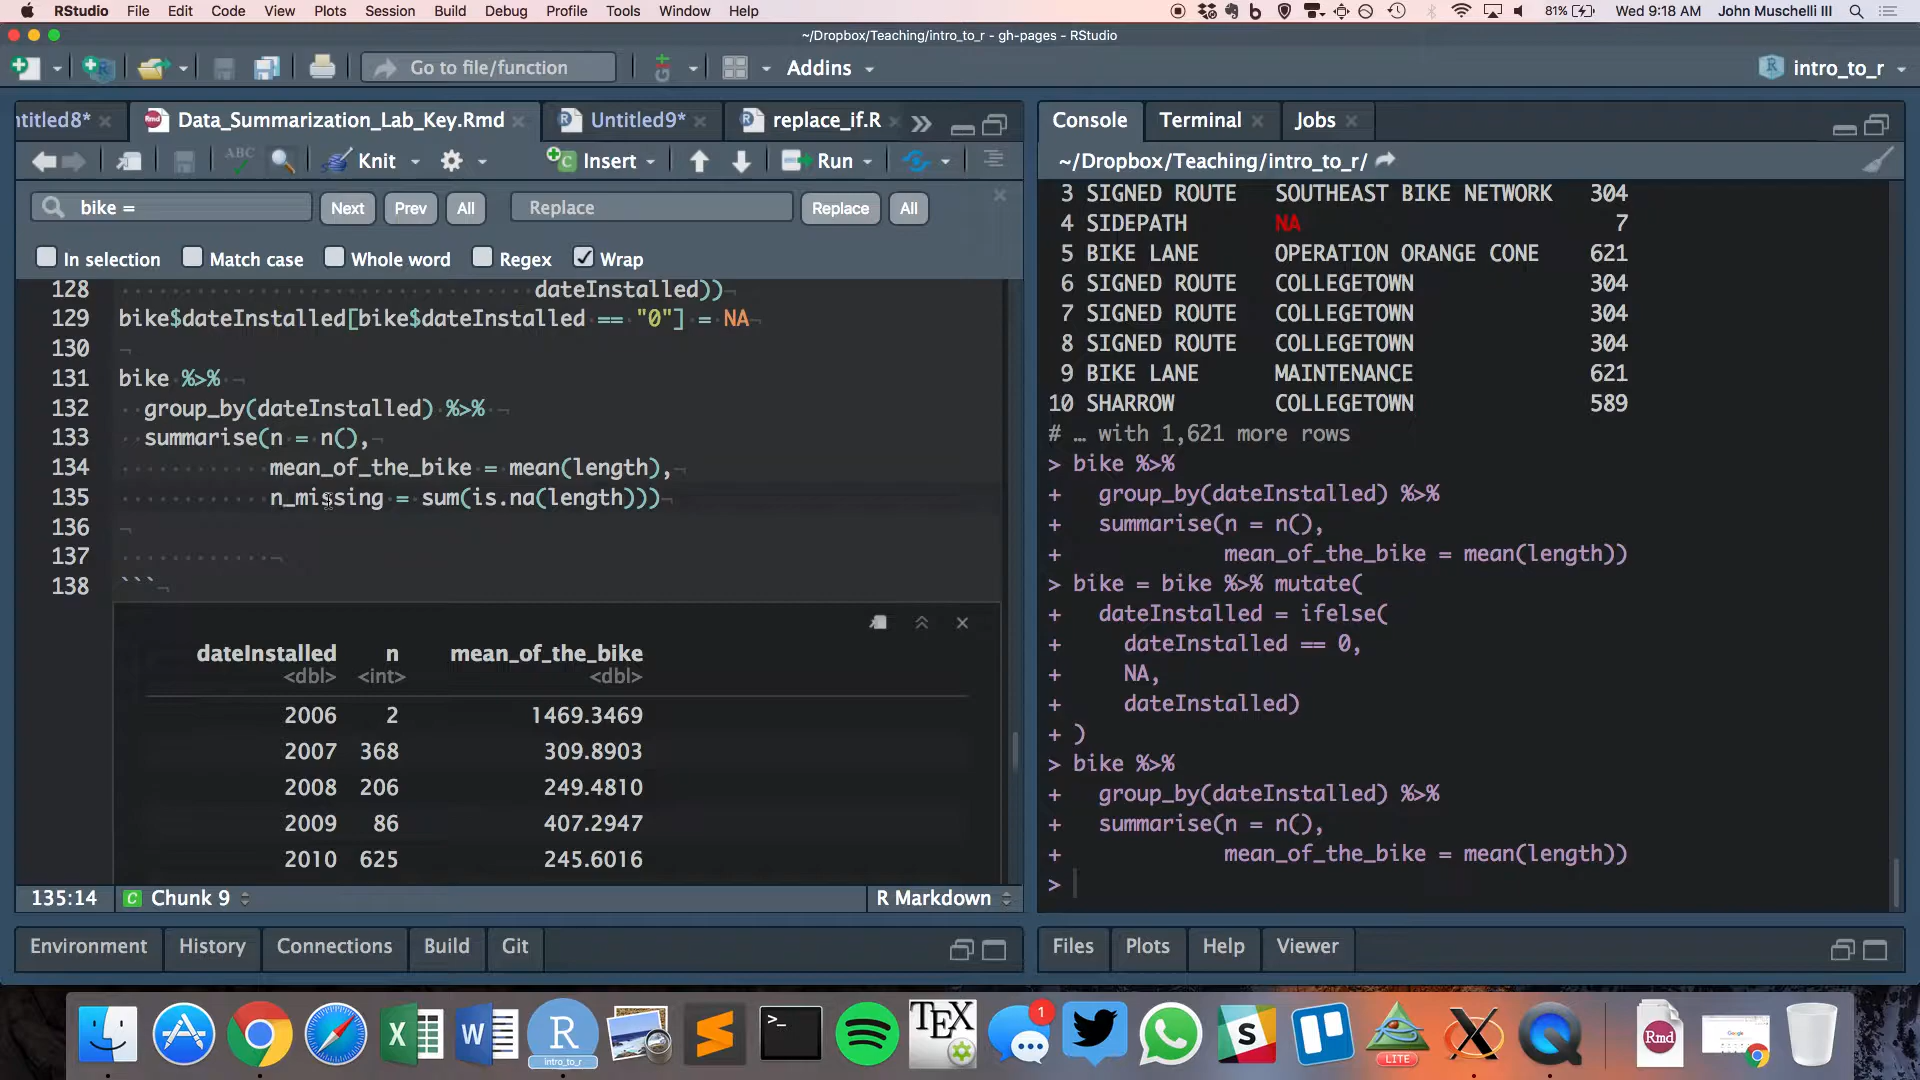 RStudio File Edit Code View Plots Session Build Debug Profile Tools Window Help 81% Wed 9:18 AM John Muschelli III
~/Dropbox/Teaching/intro_to_r - gh-pages - RStudio
Go to file/function Addins intro_to_r
ntitled8* Data_Summarization_Lab_Key.Rmd Untitled9* replace_if.R
ABC Knit Insert Run
bike = Next Prev All Replace Replace All
In selection Match case Whole word Regex Wrap
128 dateInstalled))
129 bike$dateInstalled[bike$dateInstalled == "0"] = NA
130
131 bike %>%
132 group_by(dateInstalled) %>%
133 summarise(n = n(),
134 mean_of_the_bike = mean(length),
135 n_missing = sum(is.na(length)))
136
137
138 ```
dateInstalled n mean_of_the_bike
<dbl> <int> <dbl>
2006 2 1469.3469
2007 368 309.8903
2008 206 249.4810
2009 86 407.2947
2010 625 245.6016
135:14 C Chunk 9 R Markdown
Environment History Connections Build Git
Console Terminal Jobs
~/Dropbox/Teaching/intro_to_r/
3 SIGNED ROUTE SOUTHEAST BIKE NETWORK 304
4 SIDEPATH NA 7
5 BIKE LANE OPERATION ORANGE CONE 621
6 SIGNED ROUTE COLLEGETOWN 304
7 SIGNED ROUTE COLLEGETOWN 304
8 SIGNED ROUTE COLLEGETOWN 304
9 BIKE LANE MAINTENANCE 621
10 SHARROW COLLEGETOWN 589
# … with 1,621 more rows
> bike %>%
+ group_by(dateInstalled) %>%
+ summarise(n = n(),
+ mean_of_the_bike = mean(length))
> bike = bike %>% mutate(
+ dateInstalled = ifelse(
+ dateInstalled == 0,
+ NA,
+ dateInstalled)
+ )
> bike %>%
+ group_by(dateInstalled) %>%
+ summarise(n = n(),
+ mean_of_the_bike = mean(length))
>
Files Plots Help Viewer
X W R intro_to_r >_ TEX 1 S LITE X Rmd